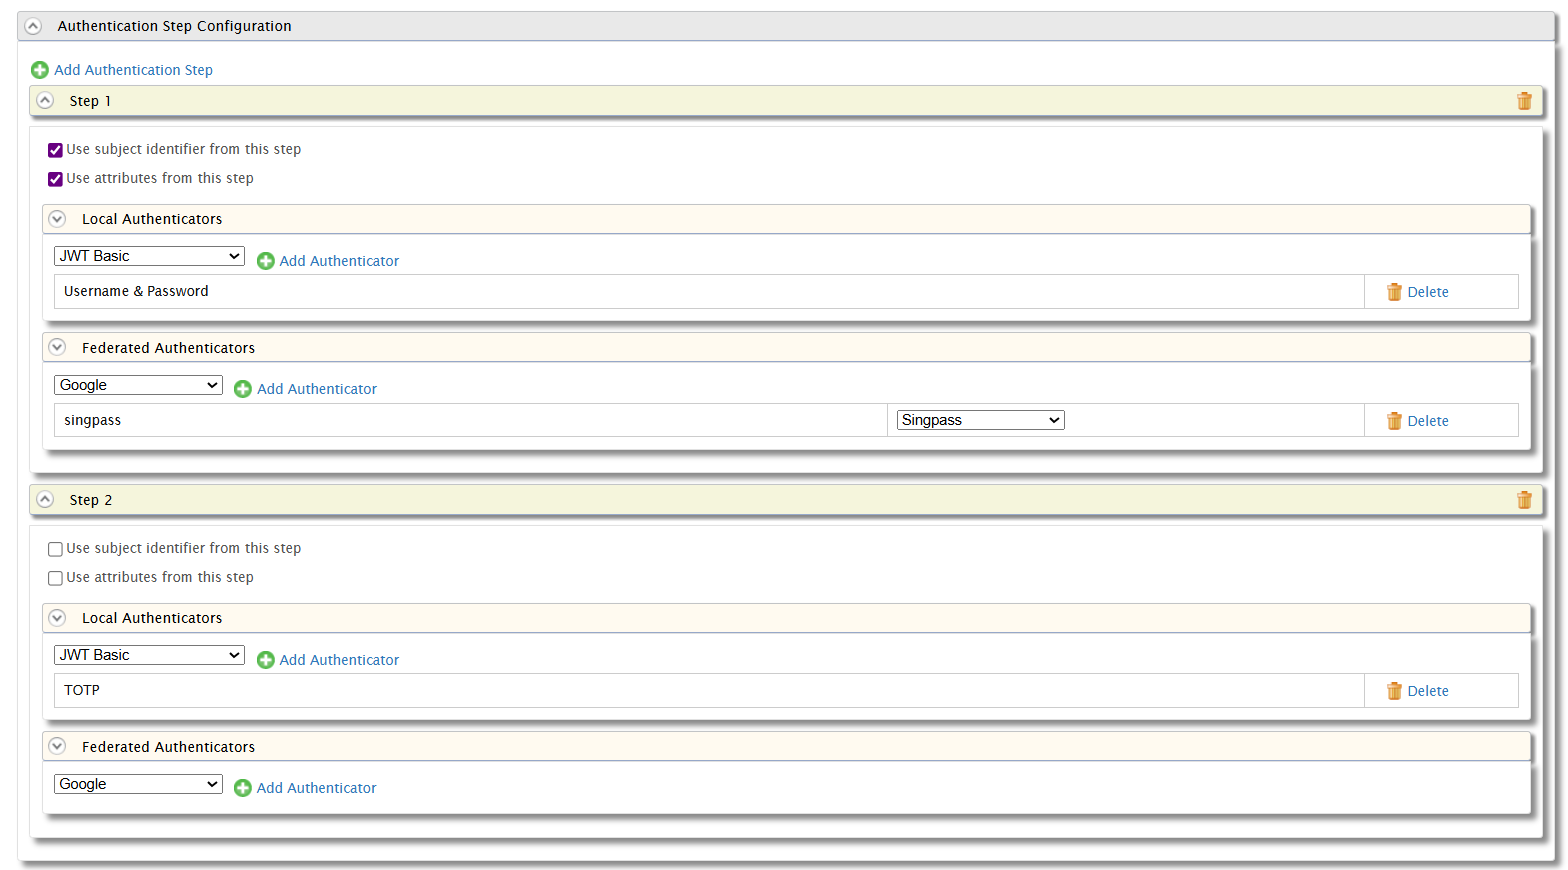 Authentication Step Configuration
Add Authentication Step
Step 1
Use subject identifier from this step
Use attributes from this step
Local Authenticators
JWT Basic Add Authenticator
Username & Password Delete
Federated Authenticators
Google Add Authenticator
singpass Singpass Delete
Step 2
Use subject identifier from this step
Use attributes from this step
Local Authenticators
JWT Basic Add Authenticator
TOTP Delete
Federated Authenticators
Google Add Authenticator